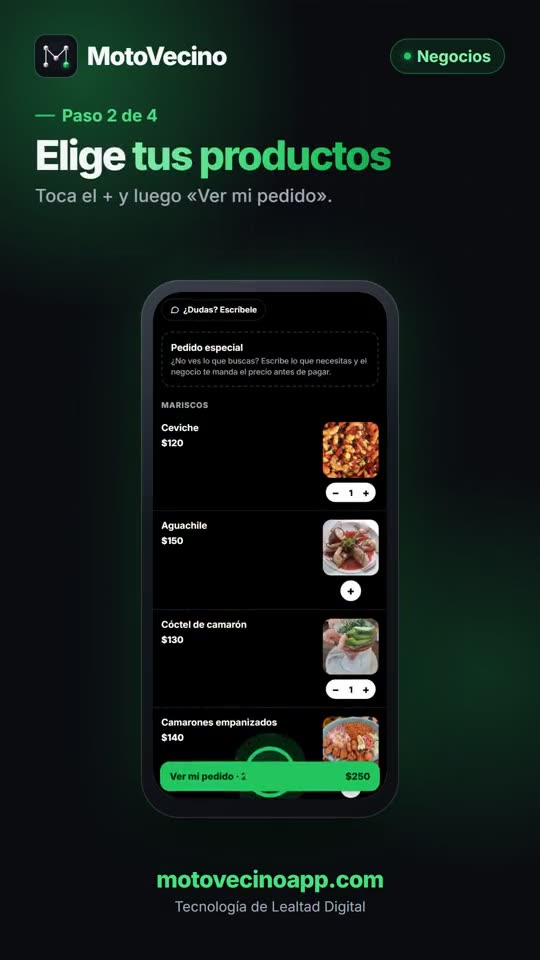 MotoVecino
Negocios
Paso 2 de 4
Elige tus productos
Toca el + y luego «Ver mi pedido».
¿Dudas? Escríbele
Pedido especial
¿No ves lo que buscas? Escribe lo que necesitas y el
negocio te manda el precio antes de pagar.
MARISCOS
Ceviche
$120
− 1 +
Aguachile
$150
+
Cóctel de camarón
$130
− 1 +
Camarones empanizados
$140
Ver mi pedido · 2 $250
motovecinoapp.com
Tecnología de Lealtad Digital